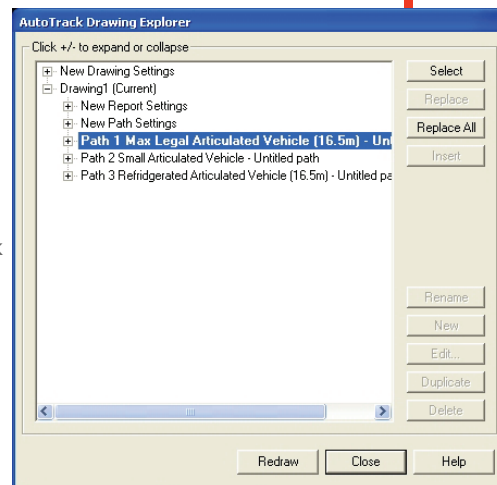 AutoTrack Drawing Explorer
Click +/- to expand or collapse
New Drawing Settings
Drawing1 (Current)
New Report Settings
New Path Settings
Path 1 Max Legal Articulated Vehicle (16.5m) - Unt
Path 2 Small Articulated Vehicle - Untitled path
Path 3 Refridgerated Articulated Vehicle (16.5m) - Untitled pa
Select
Replace
Replace All
Insert
Rename
New
Edit...
Duplicate
Delete
Redraw
Close
Help